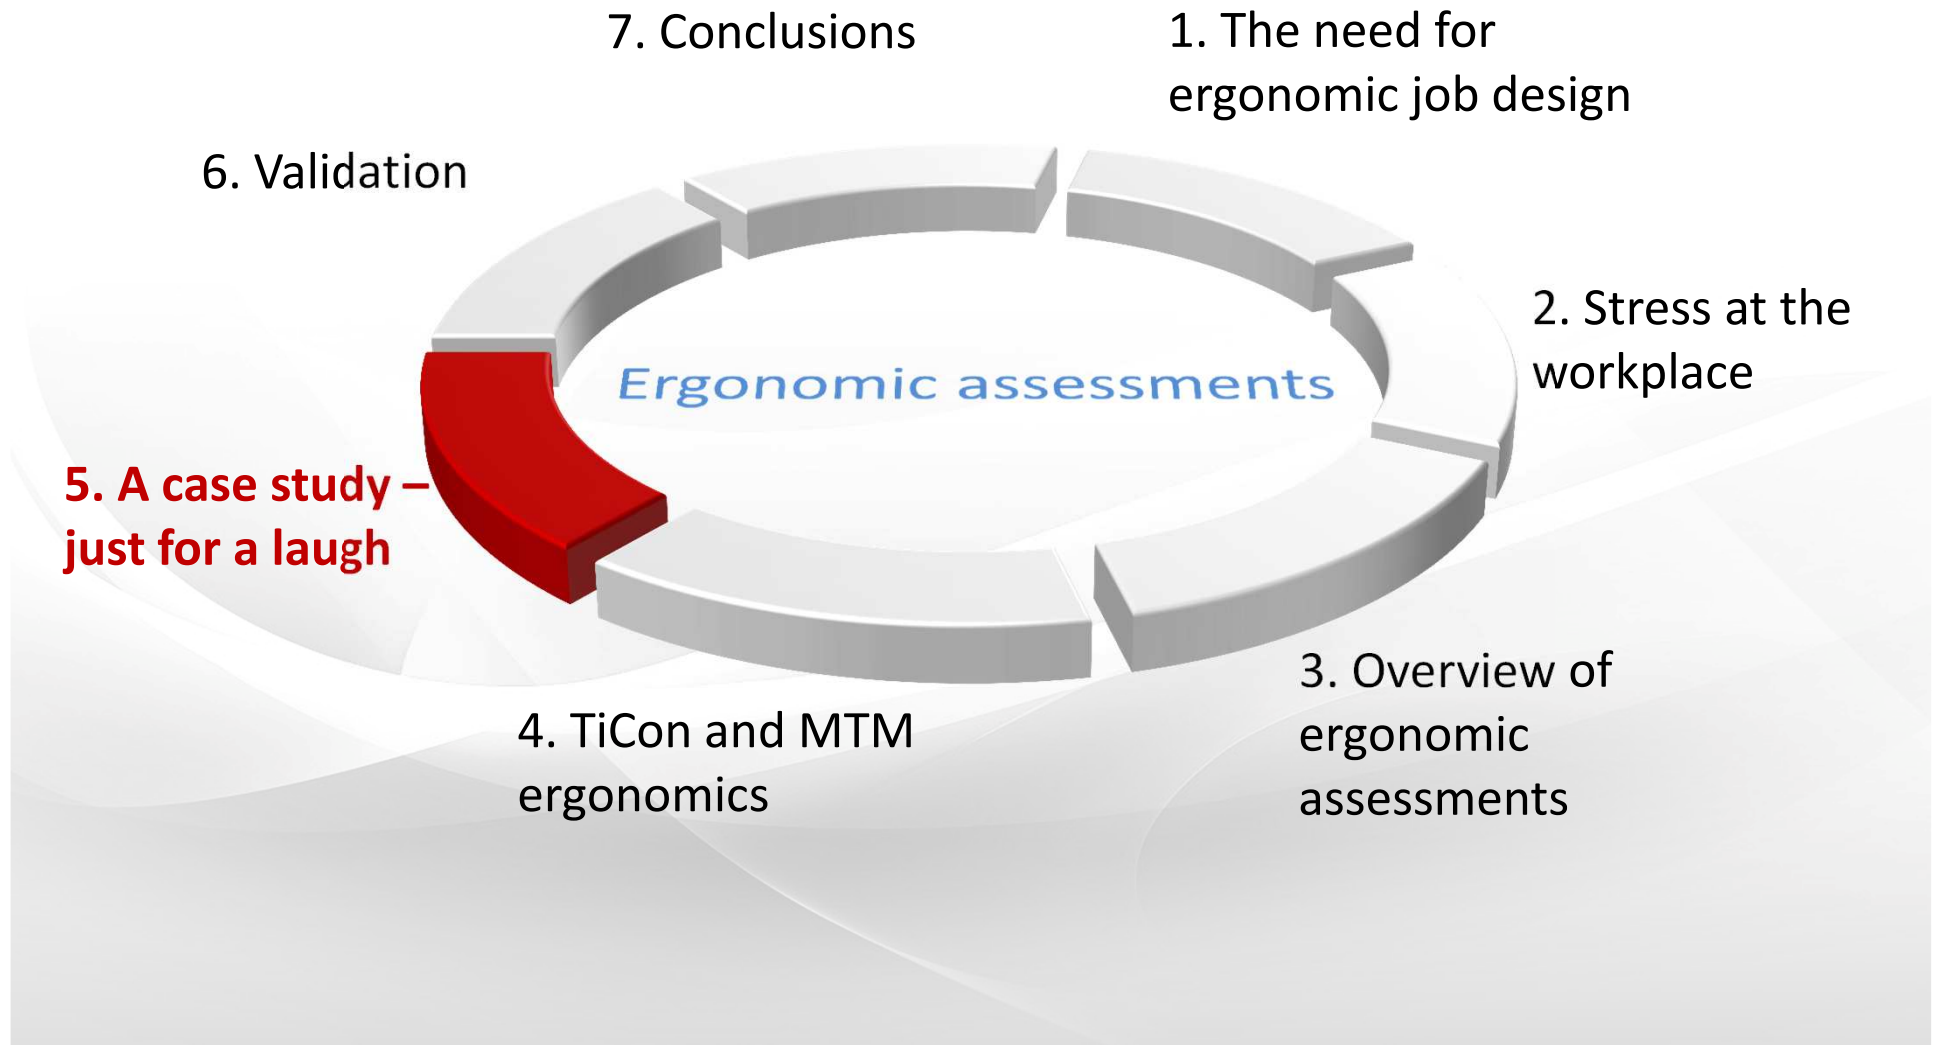 7. Conclusions
1. The need for
ergonomic job design
6. Validation
2. Stress at the
workplace
Ergonomic assessments
5. A case study –
just for a laugh
3. Overview of
ergonomic
assessments
4. TiCon and MTM
ergonomics